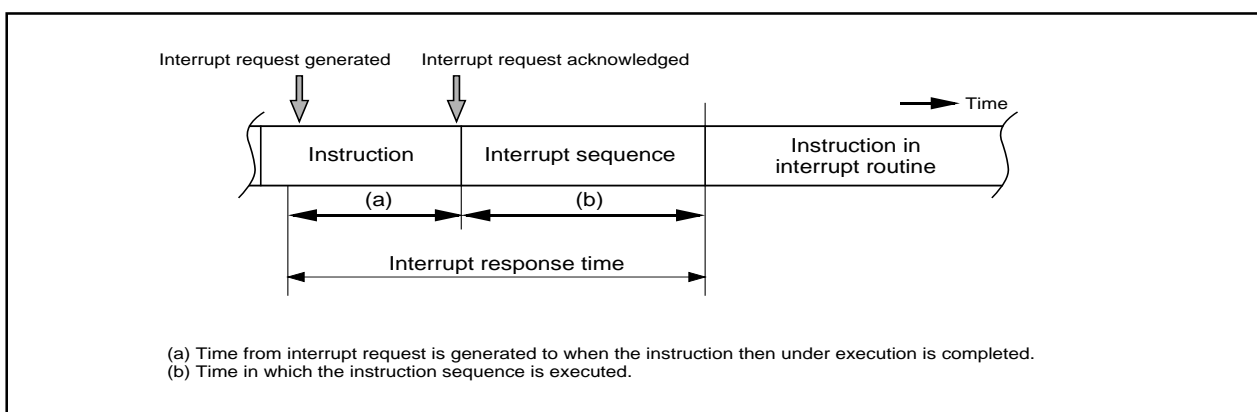 Interrupt request generated
Interrupt request acknowledged
Time
Instruction
Interrupt sequence
Instruction in
interrupt routine
(a)
(b)
Interrupt response time
(a) Time from interrupt request is generated to when the instruction then under execution is completed.
(b) Time in which the instruction sequence is executed.